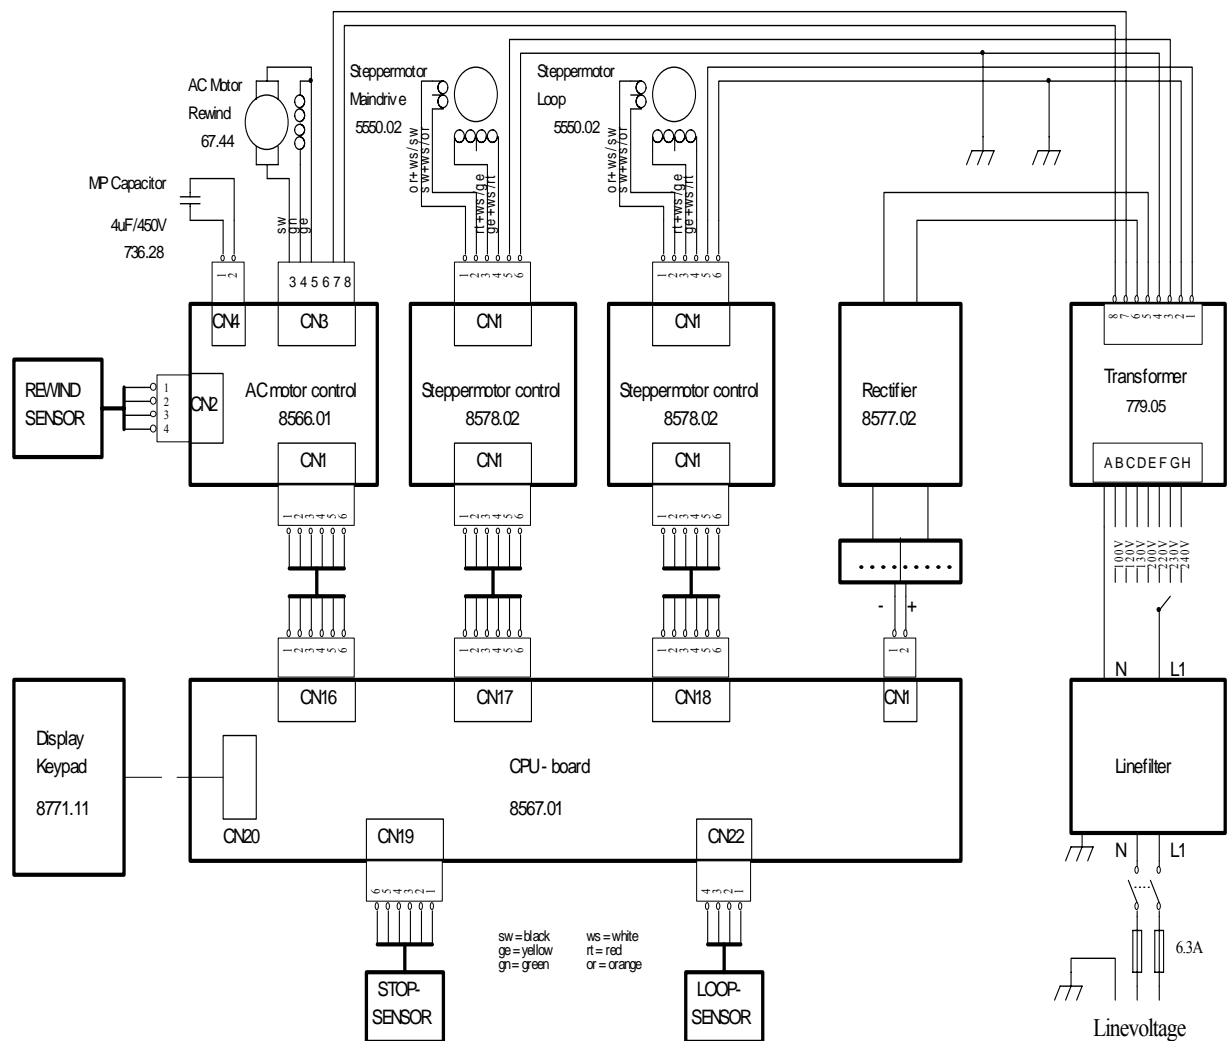 AC Motor
Rewind
67.44
Steppermotor
Maindrive
5550.02
Steppermotor
Loop
5550.02
MP Capacitor
4uF/450V
736.28
sw
gn
ge
or+ws/sw
sw+ws/or
rt+ws/ge
ge+ws/rt
or+ws/sw
sw+ws/or
rt+ws/ge
ge+ws/rt
1 2
3 4 5 6 7 8
1 2 3 4 5 6
1 2 3 4 5 6
8 7 6 5 4 3 2 1
CN4
CN3
CN1
CN1
REWIND
SENSOR
1
2
3
4
CN2
AC motor control
8566.01
Steppermotor control
8578.02
Steppermotor control
8578.02
Rectifier
8577.02
Transformer
779.05
CN1
CN1
CN1
A B C D E F G H
1 2 3 4 5 6
1 2 3 4 5 6
1 2 3 4 5 6
100V
120V
130V
200V
220V
230V
240V
- +
1 2 3 4 5 6
1 2 3 4 5 6
1 2 3 4 5 6
1 2
N L1
CN16
CN17
CN18
CN1
Display
Keypad
8771.11
CPU - board
8567.01
Linefilter
CN20
CN19
CN22
N L1
6 5 4 3 2 1
4 3 2 1
sw = black ws = white
ge = yellow rt = red
gn = green or = orange
6.3A
STOP-
SENSOR
LOOP-
SENSOR
Linevoltage